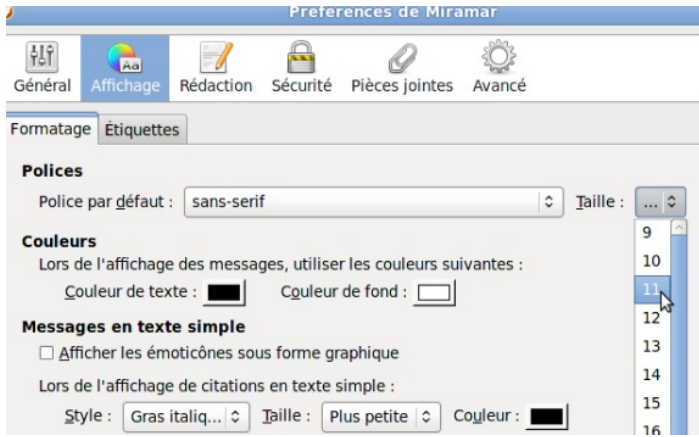 Préférences de Miramar
Général Affichage Rédaction Sécurité Pièces jointes Avancé
Formatage Étiquettes
Polices
Police par défaut : sans-serif Taille : ...
9
Couleurs
Lors de l'affichage des messages, utiliser les couleurs suivantes :
10
Couleur de texte : Couleur de fond :
11
Messages en texte simple
12
Afficher les émoticônes sous forme graphique
13
Lors de l'affichage de citations en texte simple :
14
Style : Gras italiq... Taille : Plus petite Couleur :
15
16